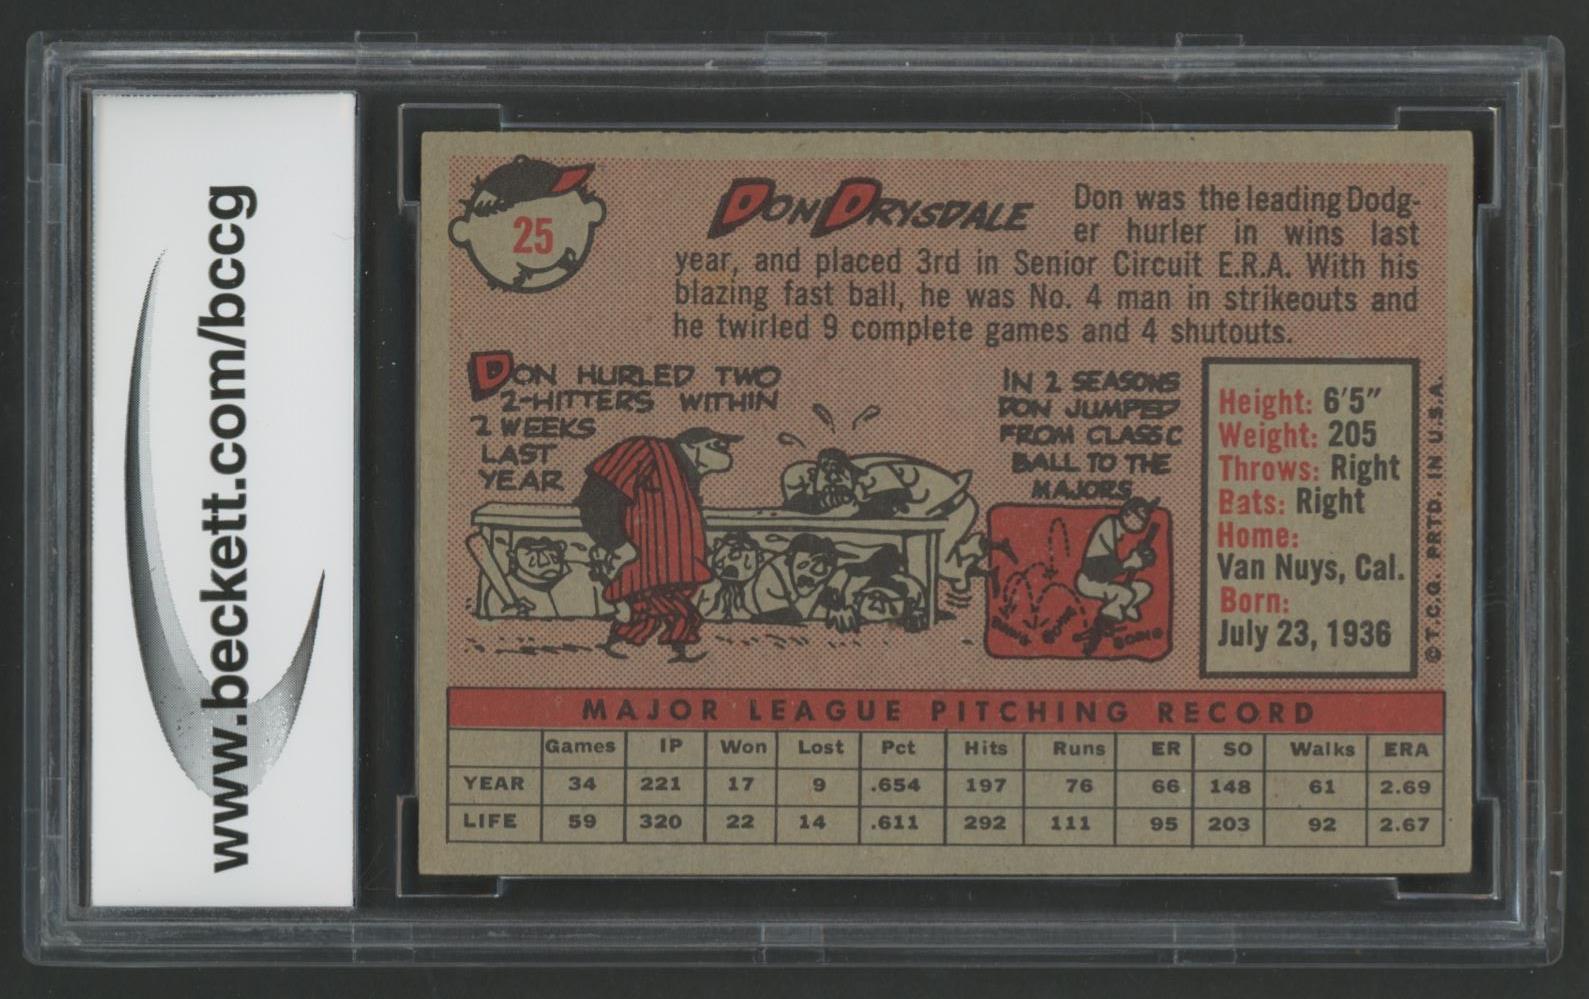 www.beckett.com/bccg
25
DON DRYSDALE
Don was the leading Dodg-
er hurler in wins last
year, and placed 3rd in Senior Circuit E.R.A. With his
blazing fast ball, he was No. 4 man in strikeouts and
he twirled 9 complete games and 4 shutouts.
DON HURLED TWO
2-HITTERS WITHIN
2 WEEKS
LAST
YEAR
IN 2 SEASONS
DON JUMPED
FROM CLASS C
BALL TO THE
MAJORS
BOING BOING BOING
Height: 6'5"
Weight: 205
Throws: Right
Bats: Right
Home:
Van Nuys, Cal.
Born:
July 23, 1936
© T.C.G. PRTD. IN U.S.A.
MAJOR LEAGUE PITCHING RECORD
Games IP Won Lost Pct Hits Runs ER SO Walks ERA
YEAR 34 221 17 9 .654 197 76 66 148 61 2.69
LIFE 59 320 22 14 .611 292 111 95 203 92 2.67